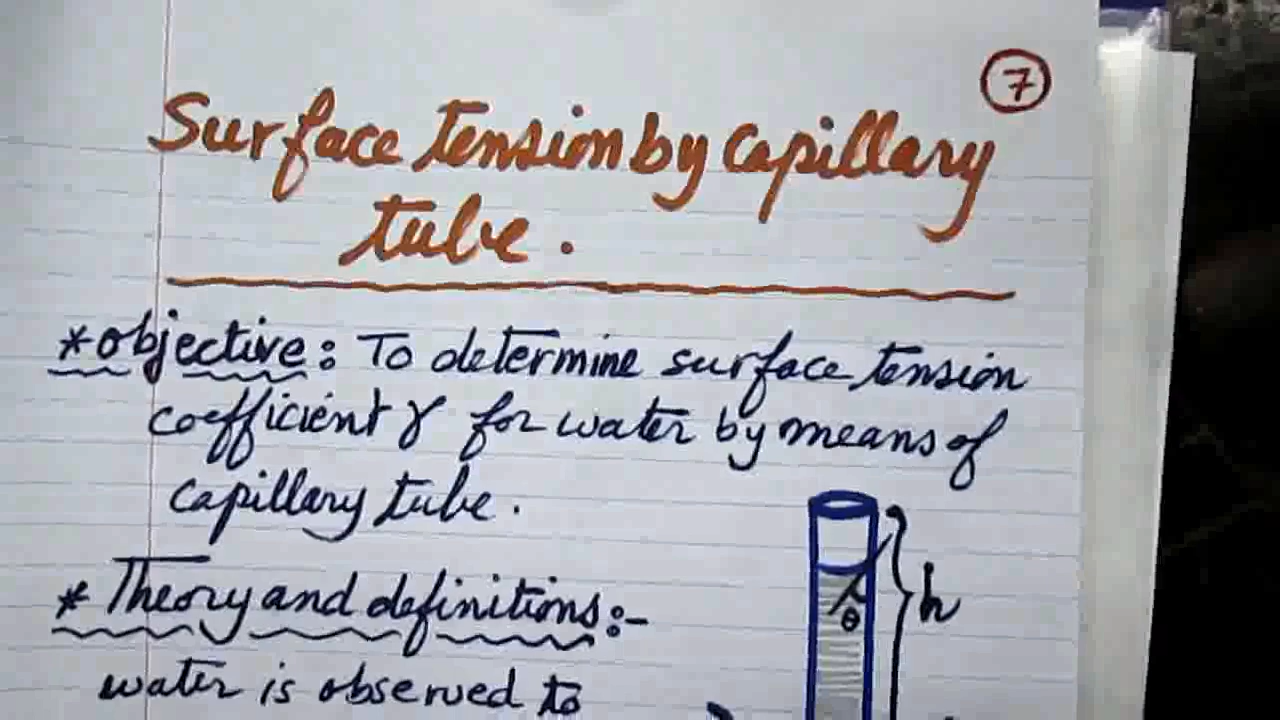 7
Surface tension by capillary
tube.
* Objective: To determine surface tension
coefficient γ for water by means of
capillary tube.
h
θ
* Theory and definitions:-
water is observed to